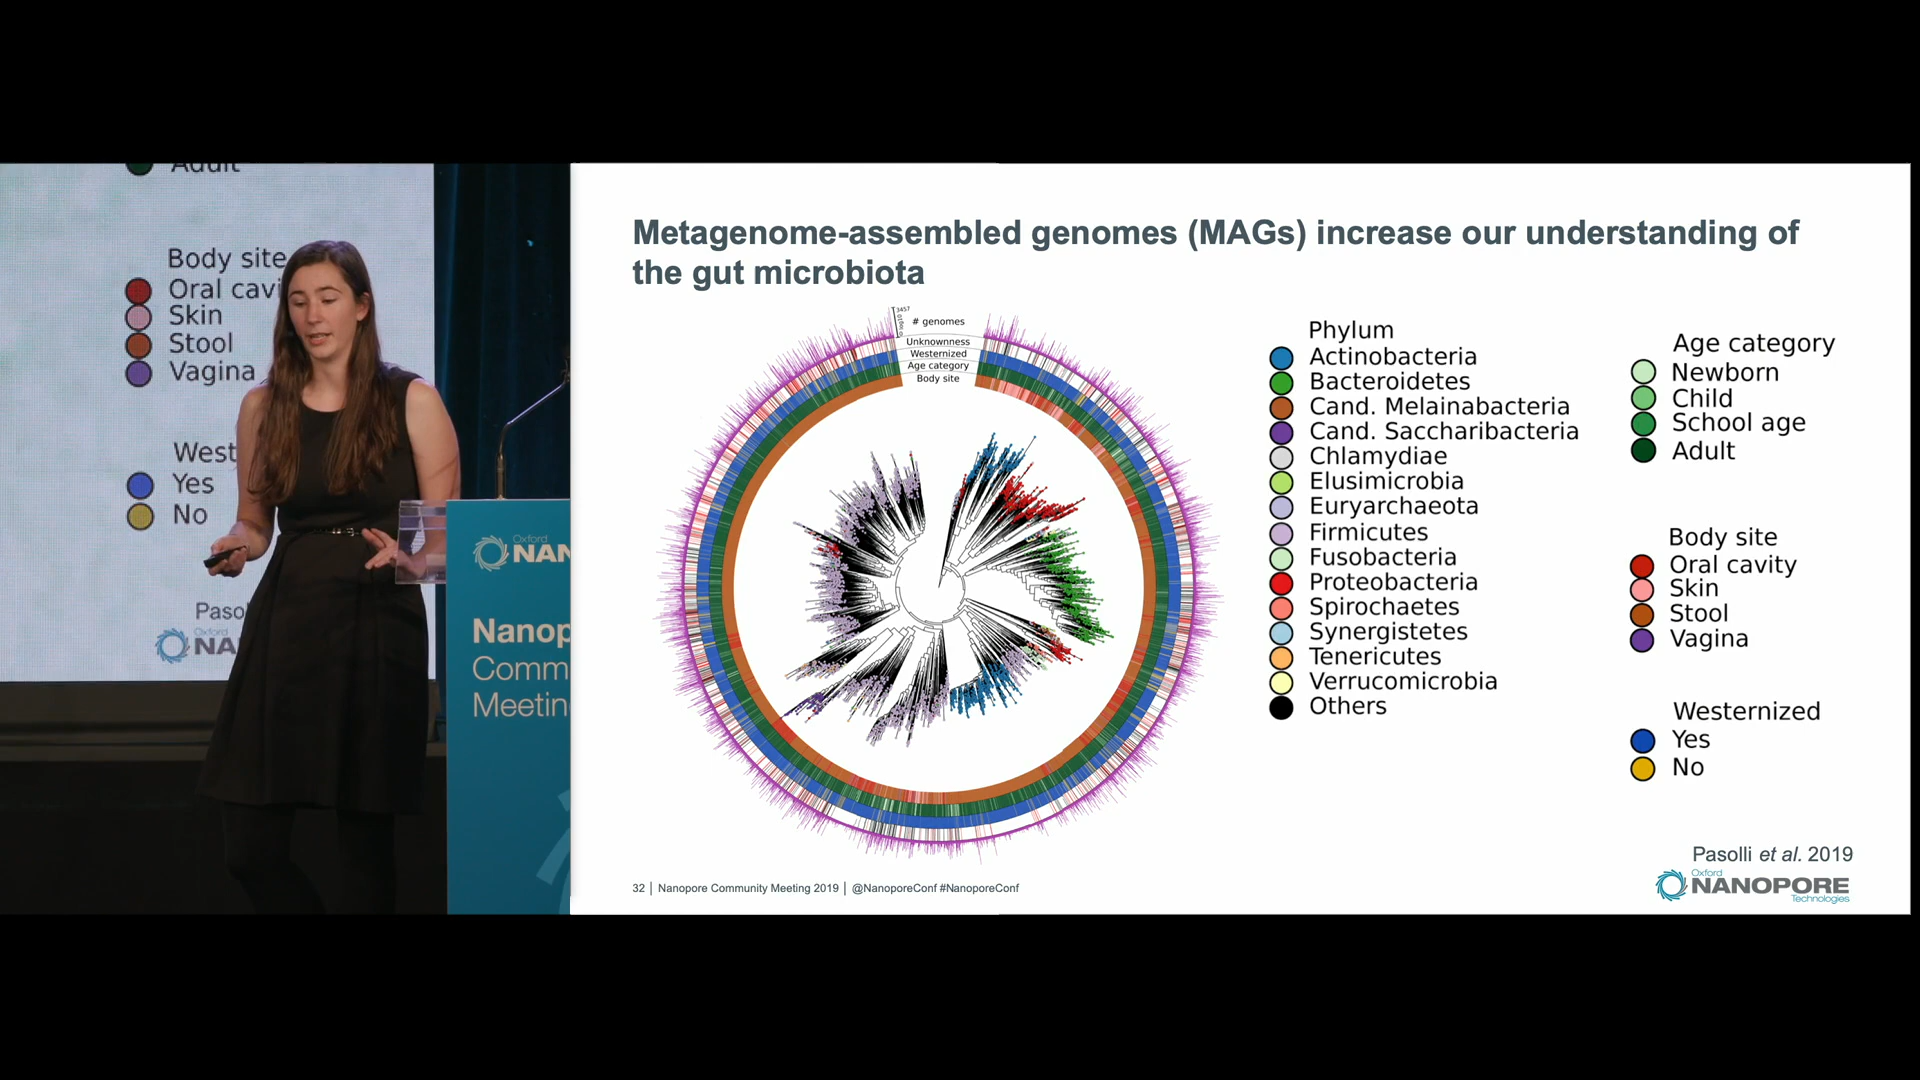 Adult
Body site
Oral cavi
Skin
Stool
Vagina
West
Yes
No
Pasol
Oxford
NA
Oxford
NAN
Nanop
Comm
Meetin
Metagenome-assembled genomes (MAGs) increase our understanding of
the gut microbiota
3457
# genomes
Unknownness
Westernized
Age category
Body site
Phylum
Actinobacteria
Bacteroidetes
Cand. Melainabacteria
Cand. Saccharibacteria
Chlamydiae
Elusimicrobia
Euryarchaeota
Firmicutes
Fusobacteria
Proteobacteria
Spirochaetes
Synergistetes
Tenericutes
Verrucomicrobia
Others
Age category
Newborn
Child
School age
Adult
Body site
Oral cavity
Skin
Stool
Vagina
Westernized
Yes
No
Pasolli et al. 2019
Oxford
NANOPORE
Technologies
32 | Nanopore Community Meeting 2019 | @NanoporeConf #NanoporeConf